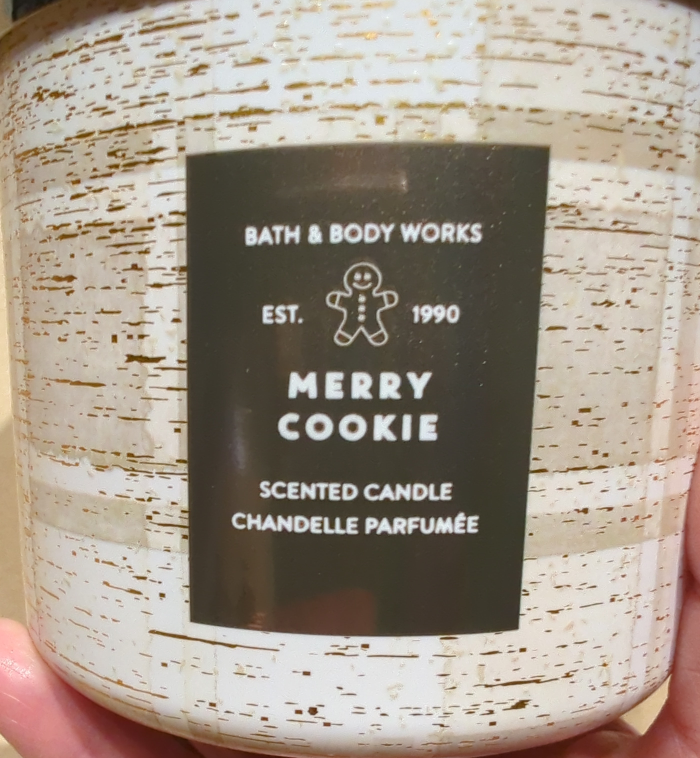 BATH & BODY WORKS
EST. 1990
MERRY
COOKIE
SCENTED CANDLE
CHANDELLE PARFUMÉE